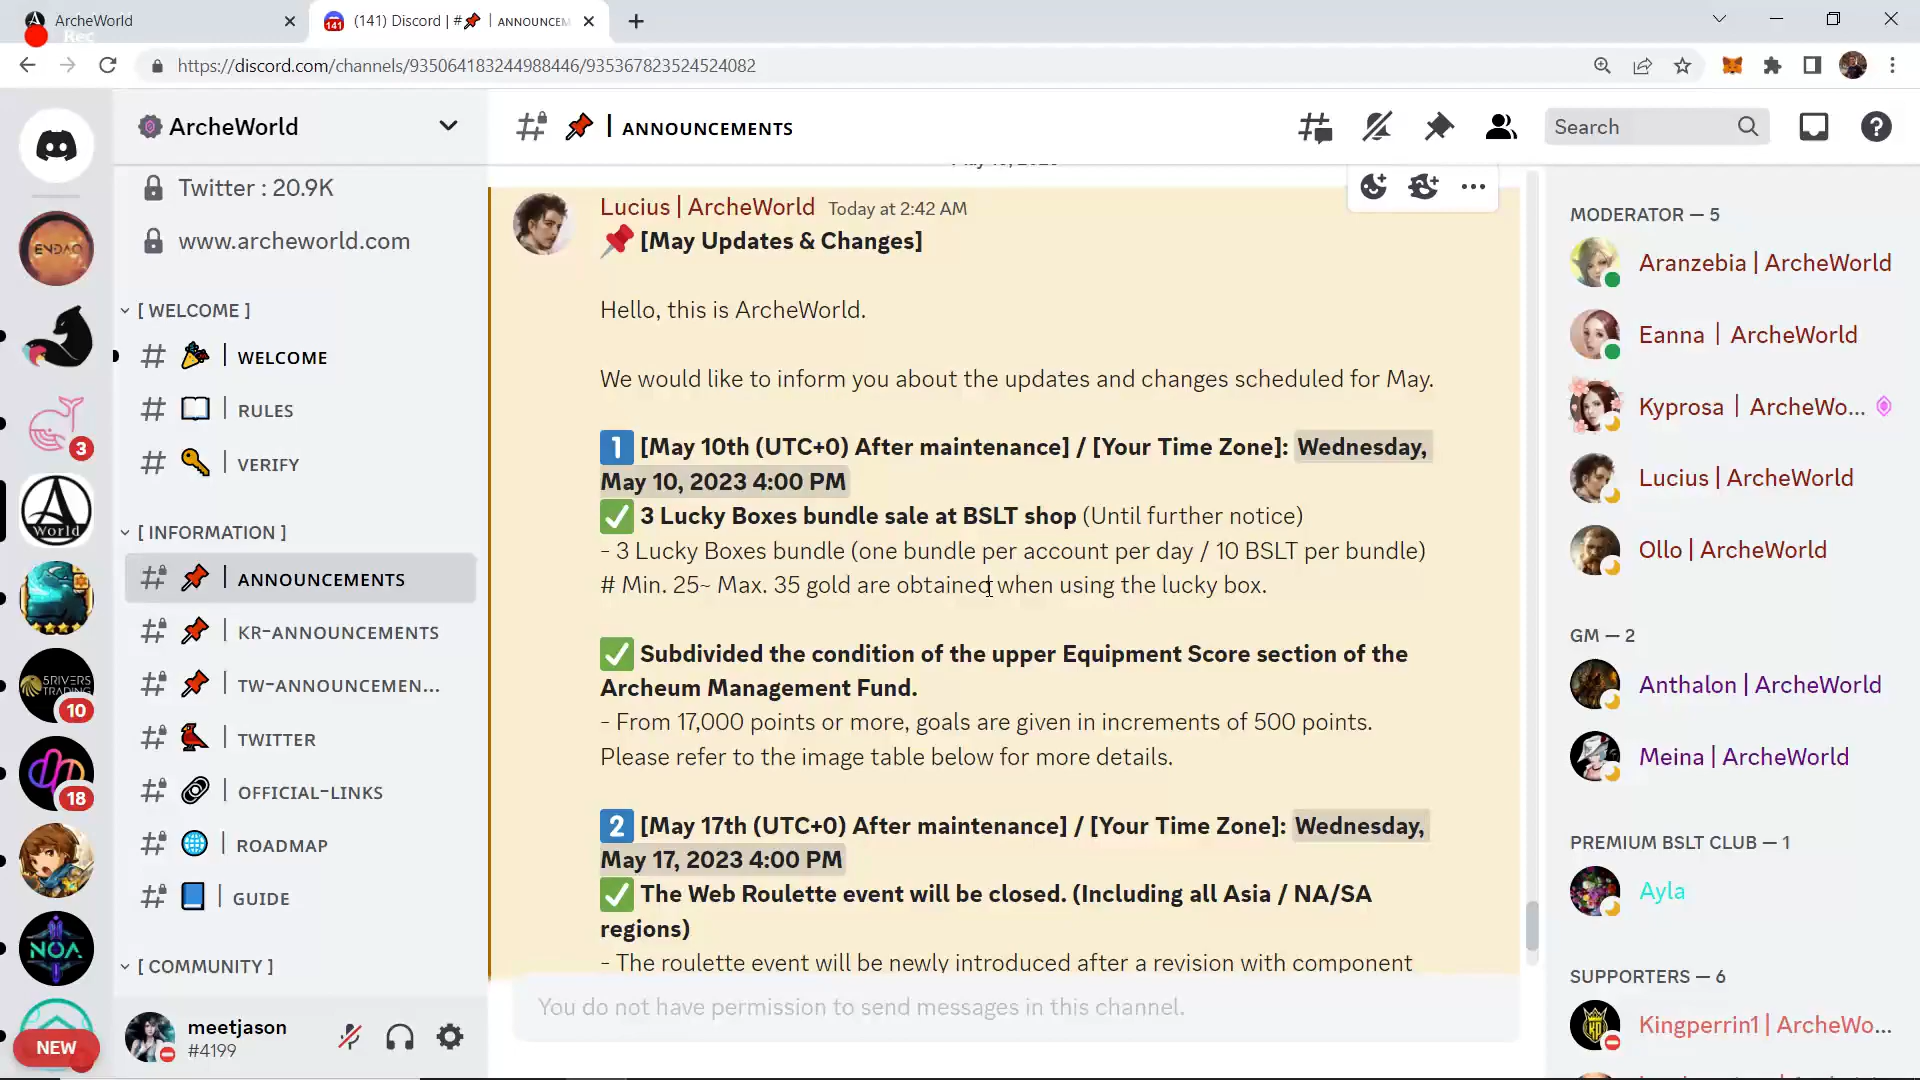 ArcheWorld
(141) Discord | #📌 | ANNOUNCEM
Rec
https://discord.com/channels/935064183244988446/935367823524524082
ArcheWorld
# 📌 | ANNOUNCEMENTS
Search
Twitter : 20.9K
www.archeworld.com
[ WELCOME ]
# 🎉 | WELCOME
# 📖 | RULES
# 🔑 | VERIFY
[ INFORMATION ]
# 📌 | ANNOUNCEMENTS
# 📌 | KR-ANNOUNCEMENTS
# 📌 | TW-ANNOUNCEMEN...
# 🐦 | TWITTER
# 🔗 | OFFICIAL-LINKS
# 🌐 | ROADMAP
# 📘 | GUIDE
[ COMMUNITY ]
meetjason
#4199
ENDAO
3
World
5RIVERS
TRADING
10
18
NOA
NEW
Lucius | ArcheWorld Today at 2:42 AM
📌 [May Updates & Changes]
Hello, this is ArcheWorld.
We would like to inform you about the updates and changes scheduled for May.
1️⃣ [May 10th (UTC+0) After maintenance] / [Your Time Zone]: Wednesday,
May 10, 2023 4:00 PM
✅ 3 Lucky Boxes bundle sale at BSLT shop (Until further notice)
- 3 Lucky Boxes bundle (one bundle per account per day / 10 BSLT per bundle)
# Min. 25~ Max. 35 gold are obtained when using the lucky box.
✅ Subdivided the condition of the upper Equipment Score section of the
Archeum Management Fund.
- From 17,000 points or more, goals are given in increments of 500 points.
Please refer to the image table below for more details.
2️⃣ [May 17th (UTC+0) After maintenance] / [Your Time Zone]: Wednesday,
May 17, 2023 4:00 PM
✅ The Web Roulette event will be closed. (Including all Asia / NA/SA
regions)
- The roulette event will be newly introduced after a revision with component
You do not have permission to send messages in this channel.
MODERATOR — 5
Aranzebia | ArcheWorld
Eanna | ArcheWorld
Kyprosa | ArcheWo...
Lucius | ArcheWorld
Ollo | ArcheWorld
GM — 2
Anthalon | ArcheWorld
Meina | ArcheWorld
PREMIUM BSLT CLUB — 1
Ayla
SUPPORTERS — 6
Kingperrin1 | ArcheWo...